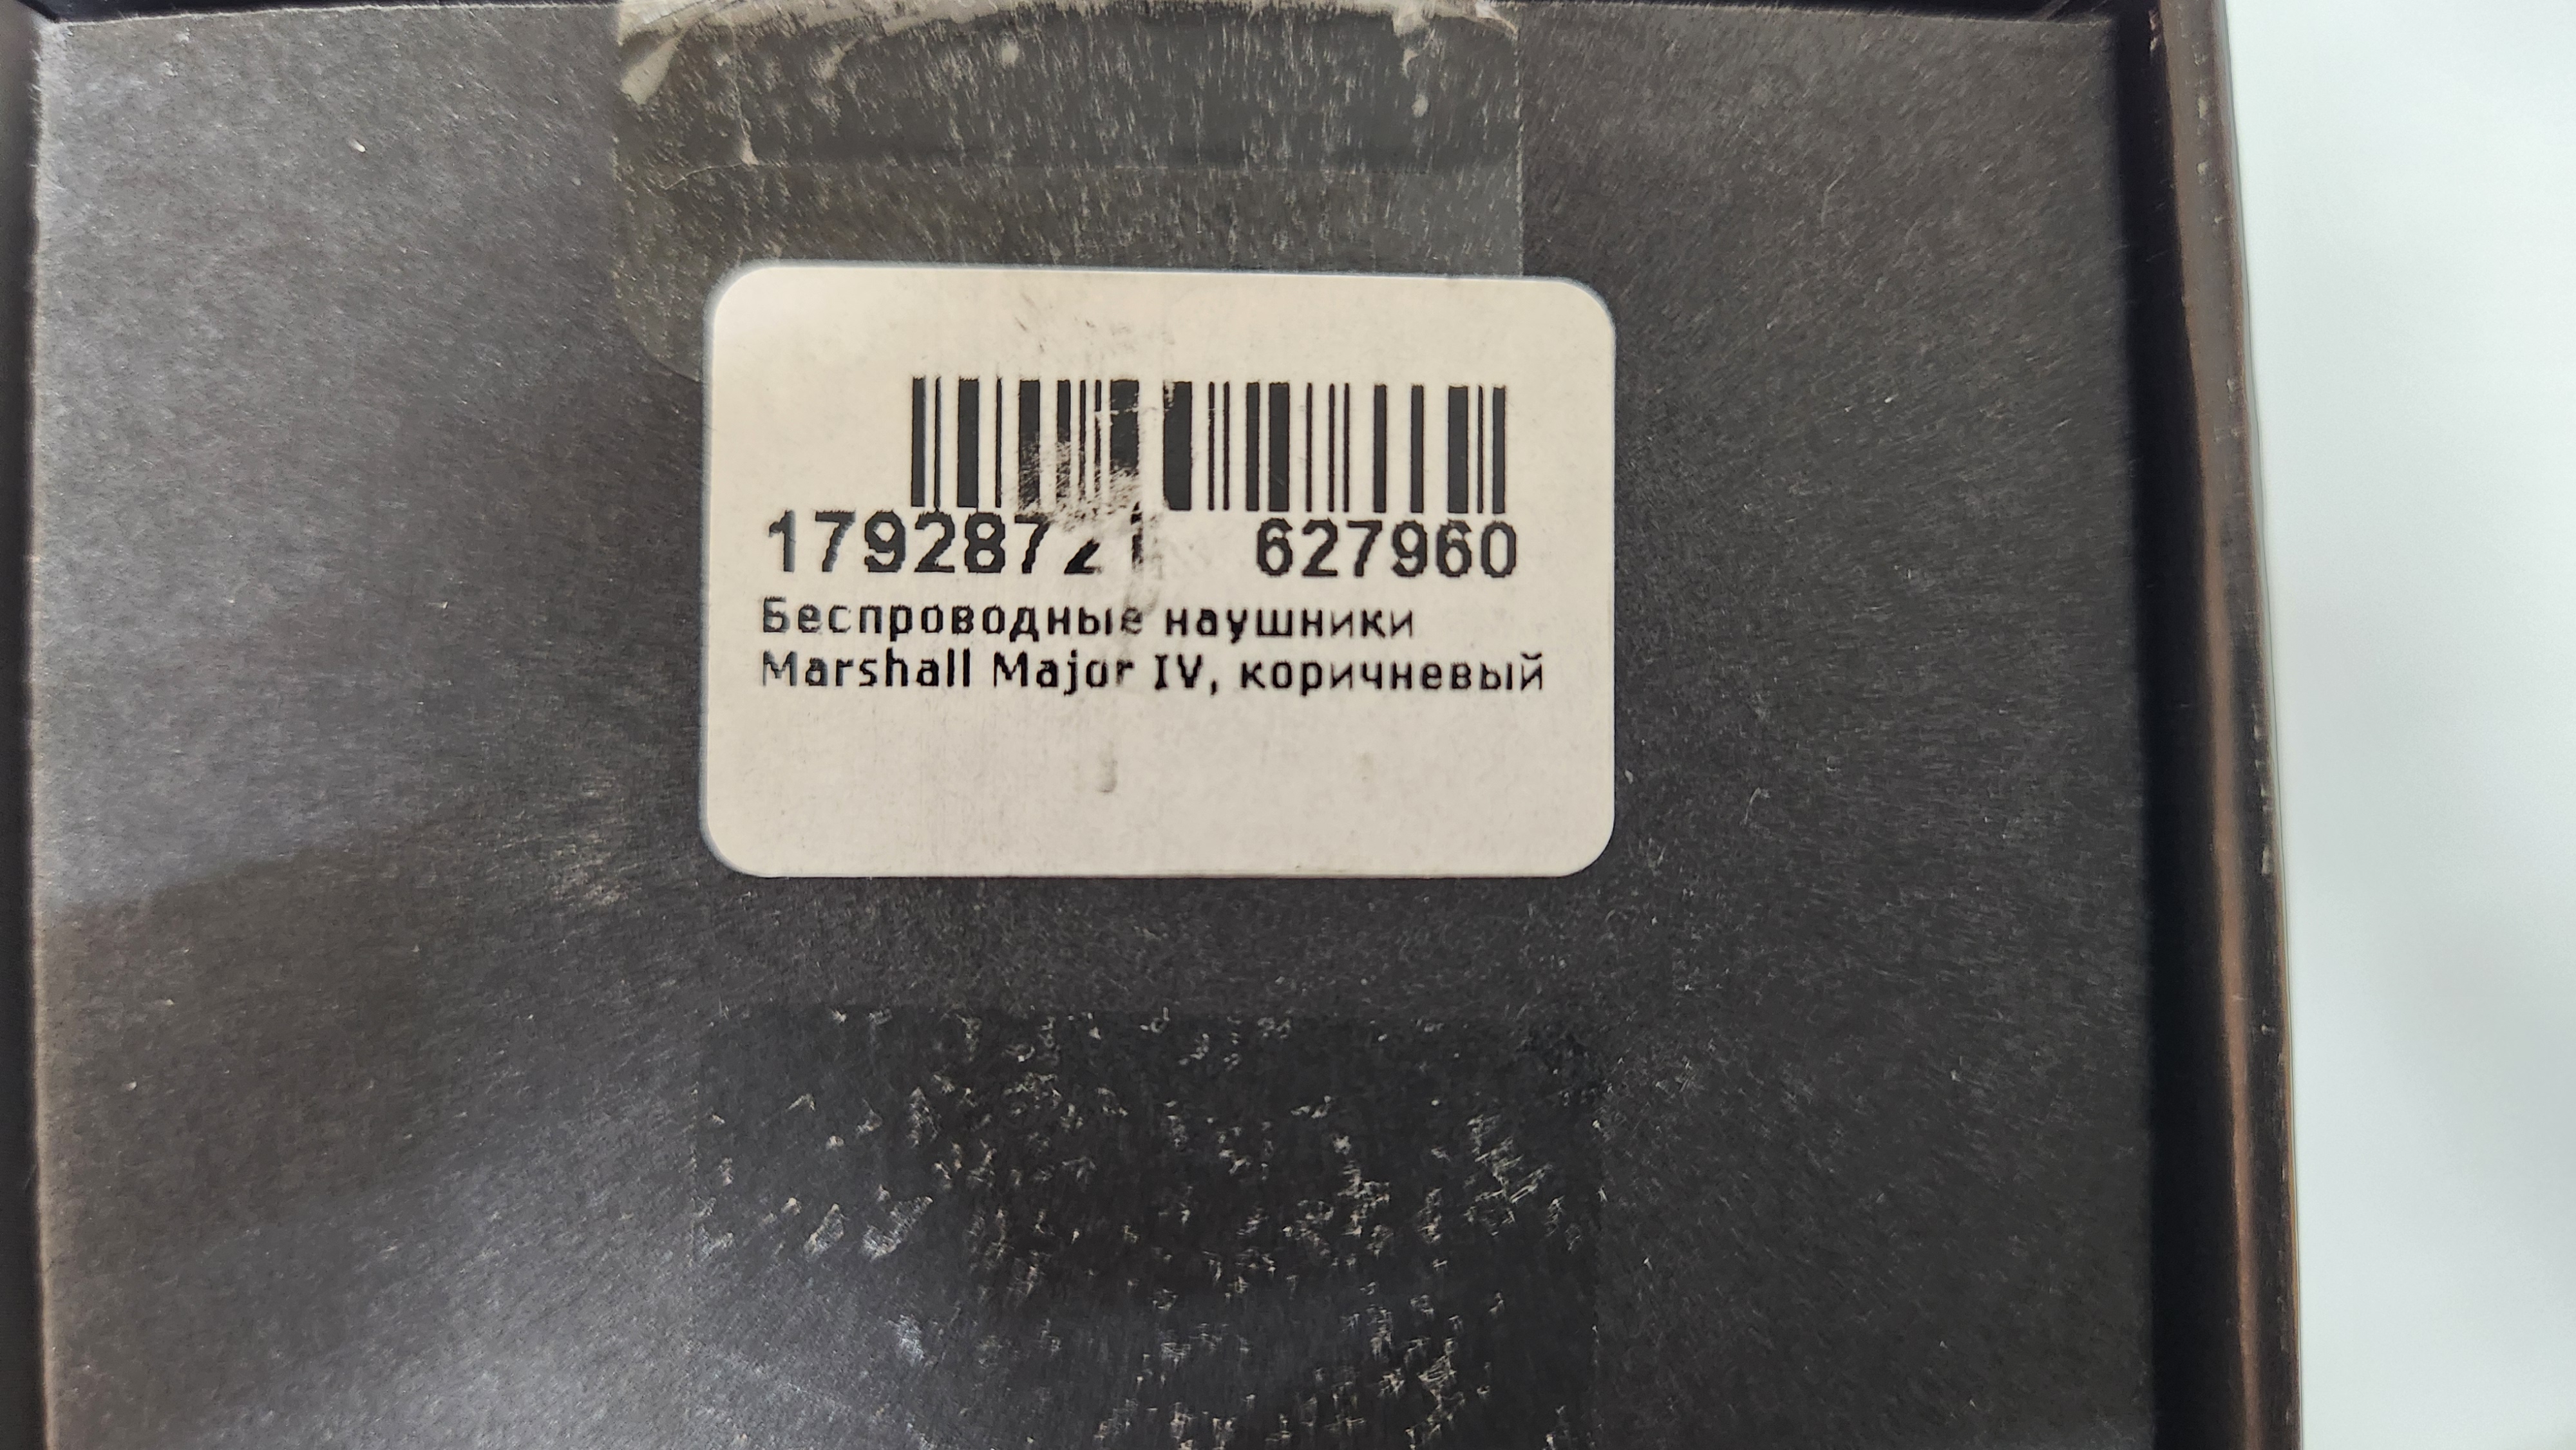 627960
Беспроводные наушники
Marshall Major IV, коричневый